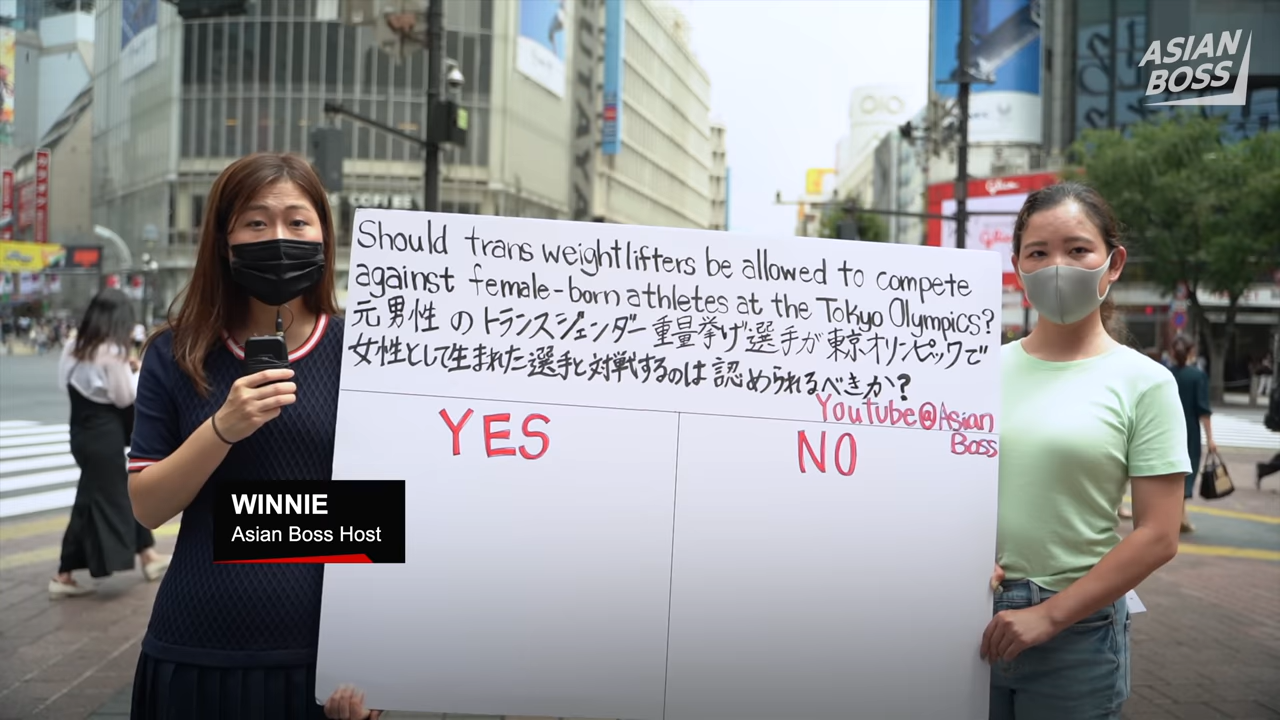 ASIAN
BOSS
Should trans weightlifters be allowed to compete
against female-born athletes at the Tokyo Olympics?
元男性のトランスジェンダー重量挙げ選手が東京オリンピックで
女性として生まれた選手と対戦するのは認められるべきか?
Youtube@Asian
Boss
YES
NO
WINNIE
Asian Boss Host
Glico